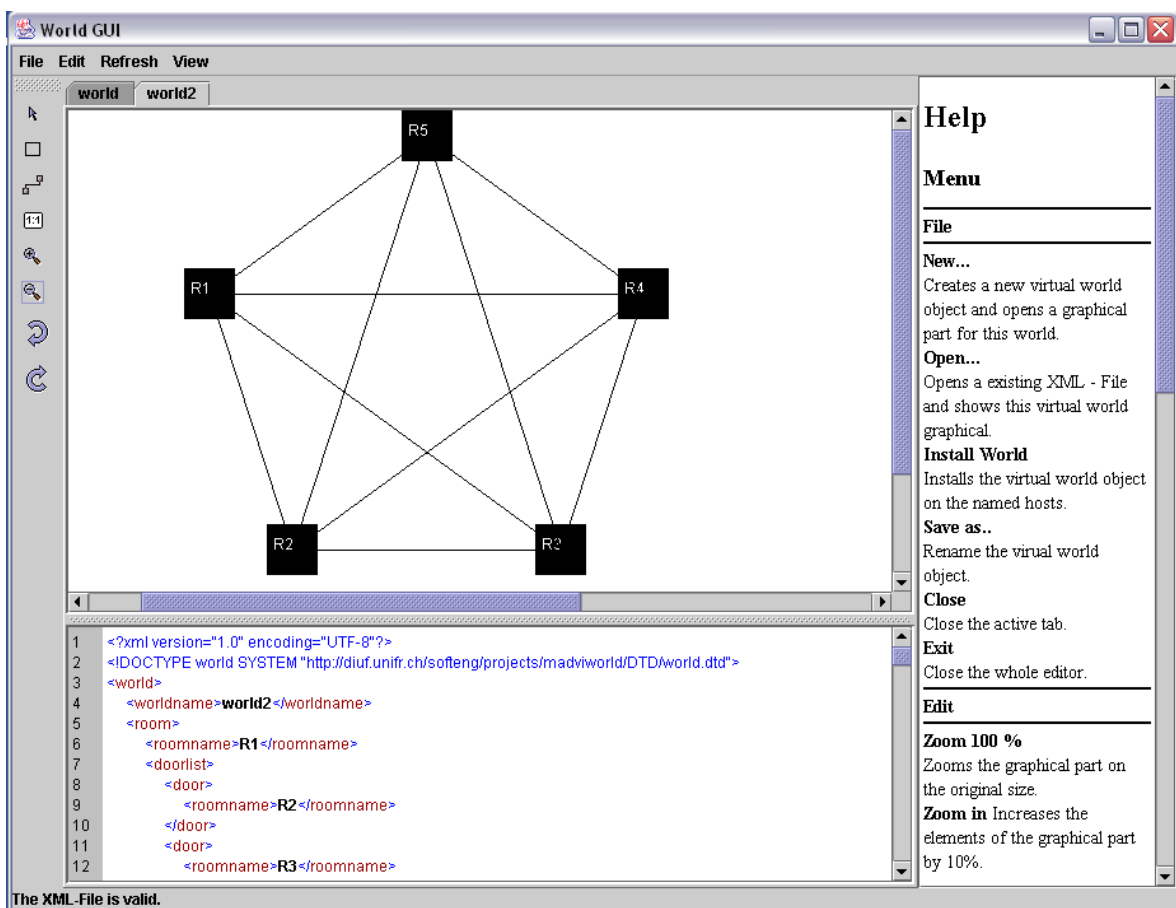 World GUI
File Edit Refresh View
world world2
1:1
R5
R1
R4
R2
R3
1 <?xml version="1.0" encoding="UTF-8"?>
2 <!DOCTYPE world SYSTEM "http://diuf.unifr.ch/softeng/projects/madviworld/DTD/world.dtd">
3 <world>
4 <worldname>world2</worldname>
5 <room>
6 <roomname>R1</roomname>
7 <doorlist>
8 <door>
9 <roomname>R2</roomname>
10 </door>
11 <door>
12 <roomname>R3</roomname>
Help
Menu
File
New...
Creates a new virtual world
object and opens a graphical
part for this world.
Open...
Opens a existing XML - File
and shows this virtual world
graphical.
Install World
Installs the virtual world object
on the named hosts.
Save as..
Rename the virual world
object.
Close
Close the active tab.
Exit
Close the whole editor.
Edit
Zoom 100 %
Zooms the graphical part on
the original size.
Zoom in Increases the
elements of the graphical part
by 10%.
The XML-File is valid.